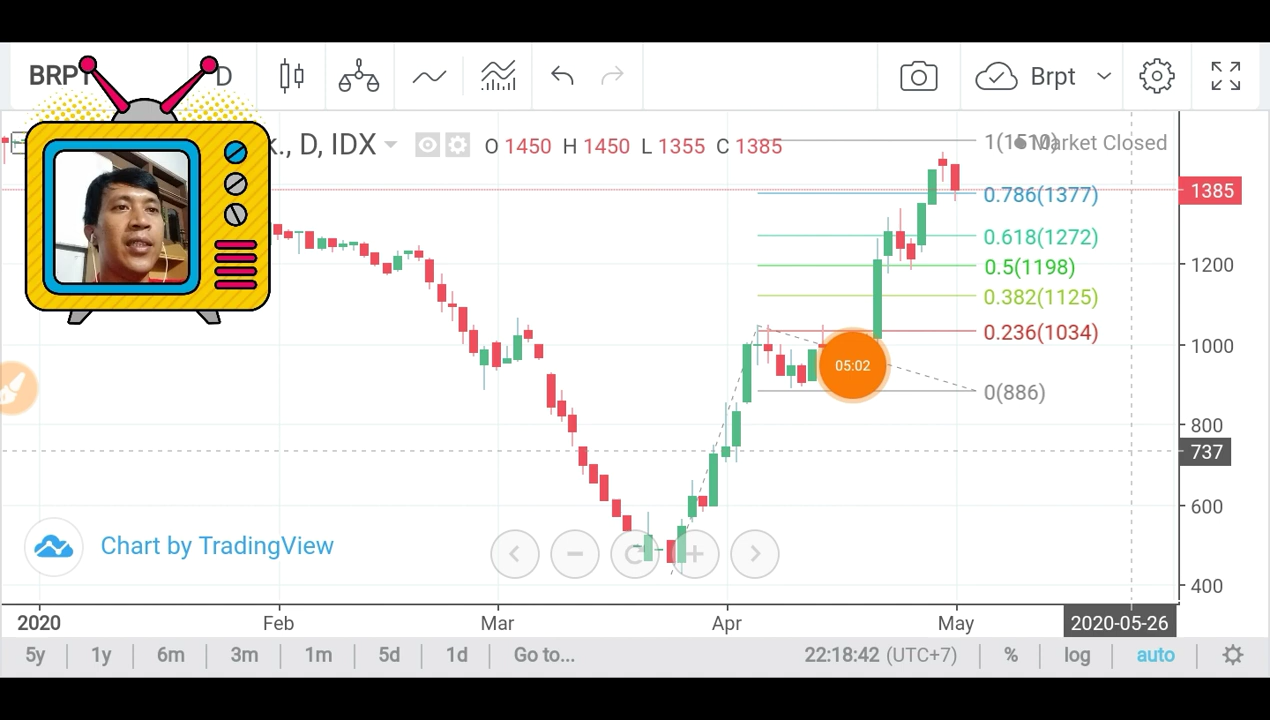 BRPT D Brpt
k., D, IDX O 1450 H 1450 L 1355 C 1385
1(1510) Market Closed
1385
0.786(1377)
0.618(1272)
0.5(1198)
1200
0.382(1125)
0.236(1034)
1000
05:02
0(886)
800
737
600
Chart by TradingView
400
2020 Feb Mar Apr May 2020-05-26
5y 1y 6m 3m 1m 5d 1d Go to... 22:18:42 (UTC+7) % log auto